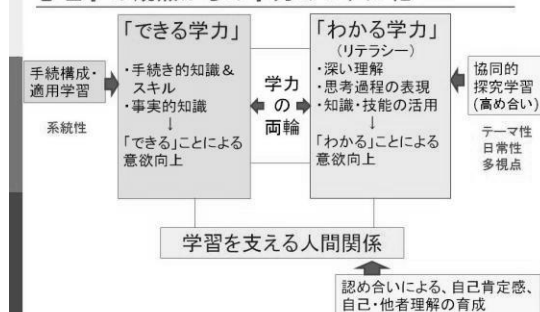 「できる学力」
・手続き的知識&
スキル
・事実的知識
↓
「できる」ことによる
意欲向上
「わかる学力」
(リテラシー)
・深い理解
・思考過程の表現
・知識・技能の活用
↓
「わかる」ことによる
意欲向上
手続構成・
適用学習
系統性
学力
の
両輪
協同的
探究学習
(高め合い)
テーマ性
日常性
多視点
学習を支える人間関係
認め合いによる、自己肯定感、
自己・他者理解の育成